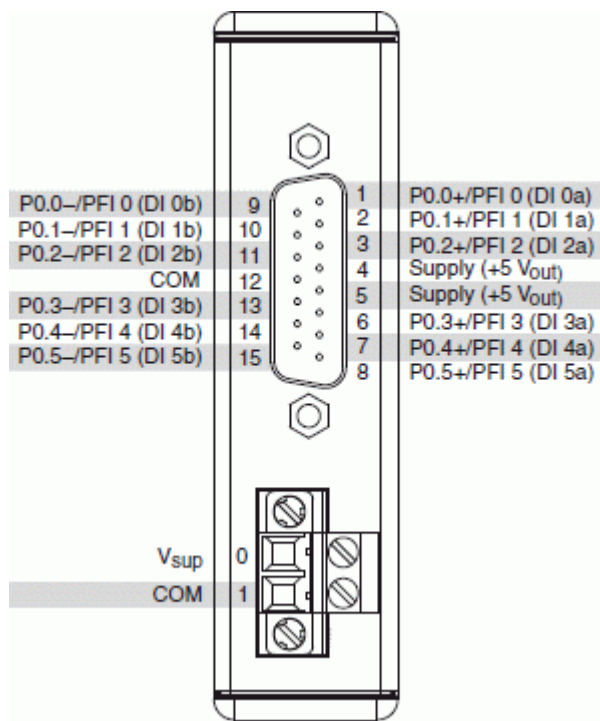 P0.0–/PFI 0 (DI 0b) 9
P0.1–/PFI 1 (DI 1b) 10
P0.2–/PFI 2 (DI 2b) 11
COM 12
P0.3–/PFI 3 (DI 3b) 13
P0.4–/PFI 4 (DI 4b) 14
P0.5–/PFI 5 (DI 5b) 15
1 P0.0+/PFI 0 (DI 0a)
2 P0.1+/PFI 1 (DI 1a)
3 P0.2+/PFI 2 (DI 2a)
4 Supply (+5 Vout)
5 Supply (+5 Vout)
6 P0.3+/PFI 3 (DI 3a)
7 P0.4+/PFI 4 (DI 4a)
8 P0.5+/PFI 5 (DI 5a)
Vsup 0
COM 1